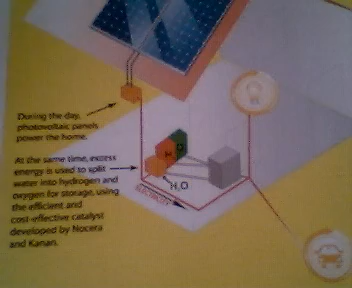 During the day,
photovoltaic panels
power the home.
At the same time, excess
energy is used to split
water into hydrogen and
oxygen for storage, using
the efficient and
cost-effective catalyst
developed by Nocera
and Kanan.
H
O
H₂O
ELECTRICITY